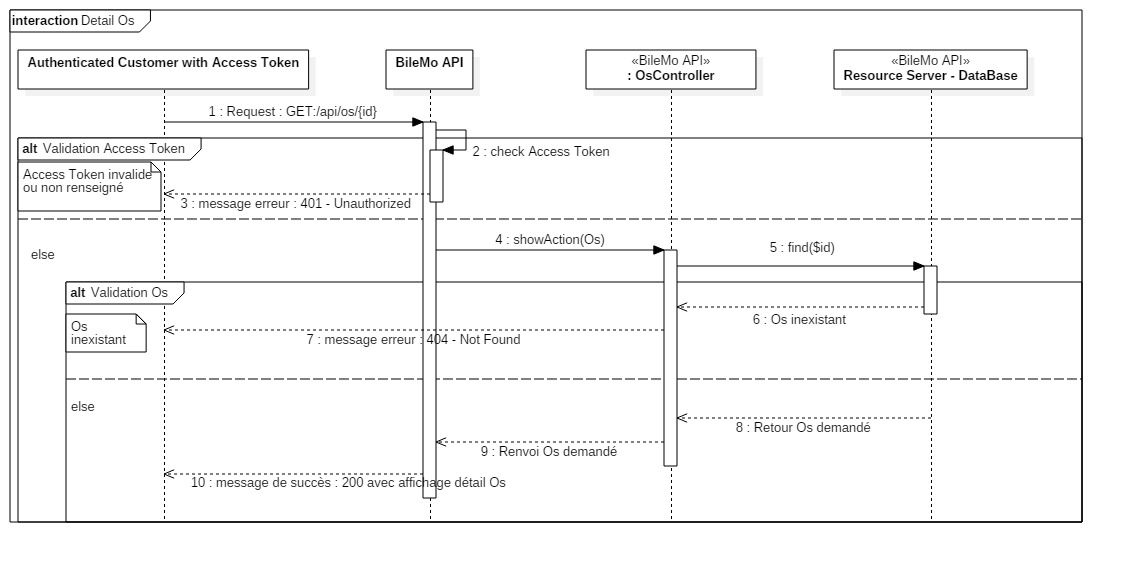 interaction Detail Os
Authenticated Customer with Access Token
BileMo API
«BileMo API»
: OsController
«BileMo API»
Resource Server - DataBase
1 : Request : GET:/api/os/{id}
alt Validation Access Token
2 : check Access Token
Access Token invalide
ou non renseigné
3 : message erreur : 401 - Unauthorized
else
4 : showAction(Os)
5 : find($id)
alt Validation Os
6 : Os inexistant
Os
inexistant
7 : message erreur : 404 - Not Found
else
8 : Retour Os demandé
9 : Renvoi Os demandé
10 : message de succès : 200 avec affichage détail Os